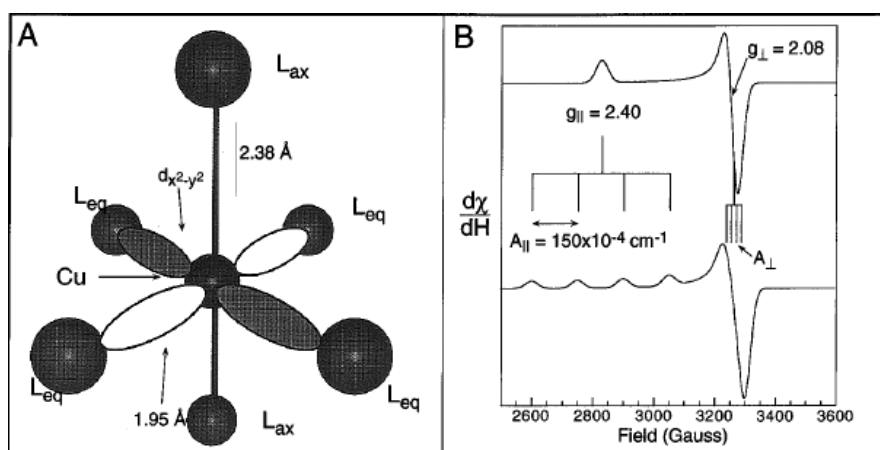 A
L_ax
2.38 Å
d_x²-y²
L_eq
L_eq
Cu
L_eq
L_eq
1.95 Å
L_ax
B
g⊥ = 2.08
g|| = 2.40
dχ
dH
A|| = 150x10⁻⁴ cm⁻¹
A⊥
2600 2800 3000 3200 3400 3600
Field (Gauss)